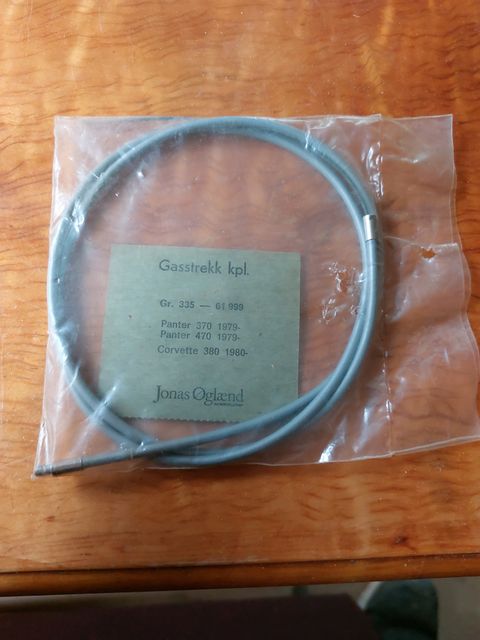 Gasstrekk kpl.
Gr. 335 — 61 999
Panter 370 1979-
Panter 470 1979-
Corvette 380 1980-
Jonas Øglænd